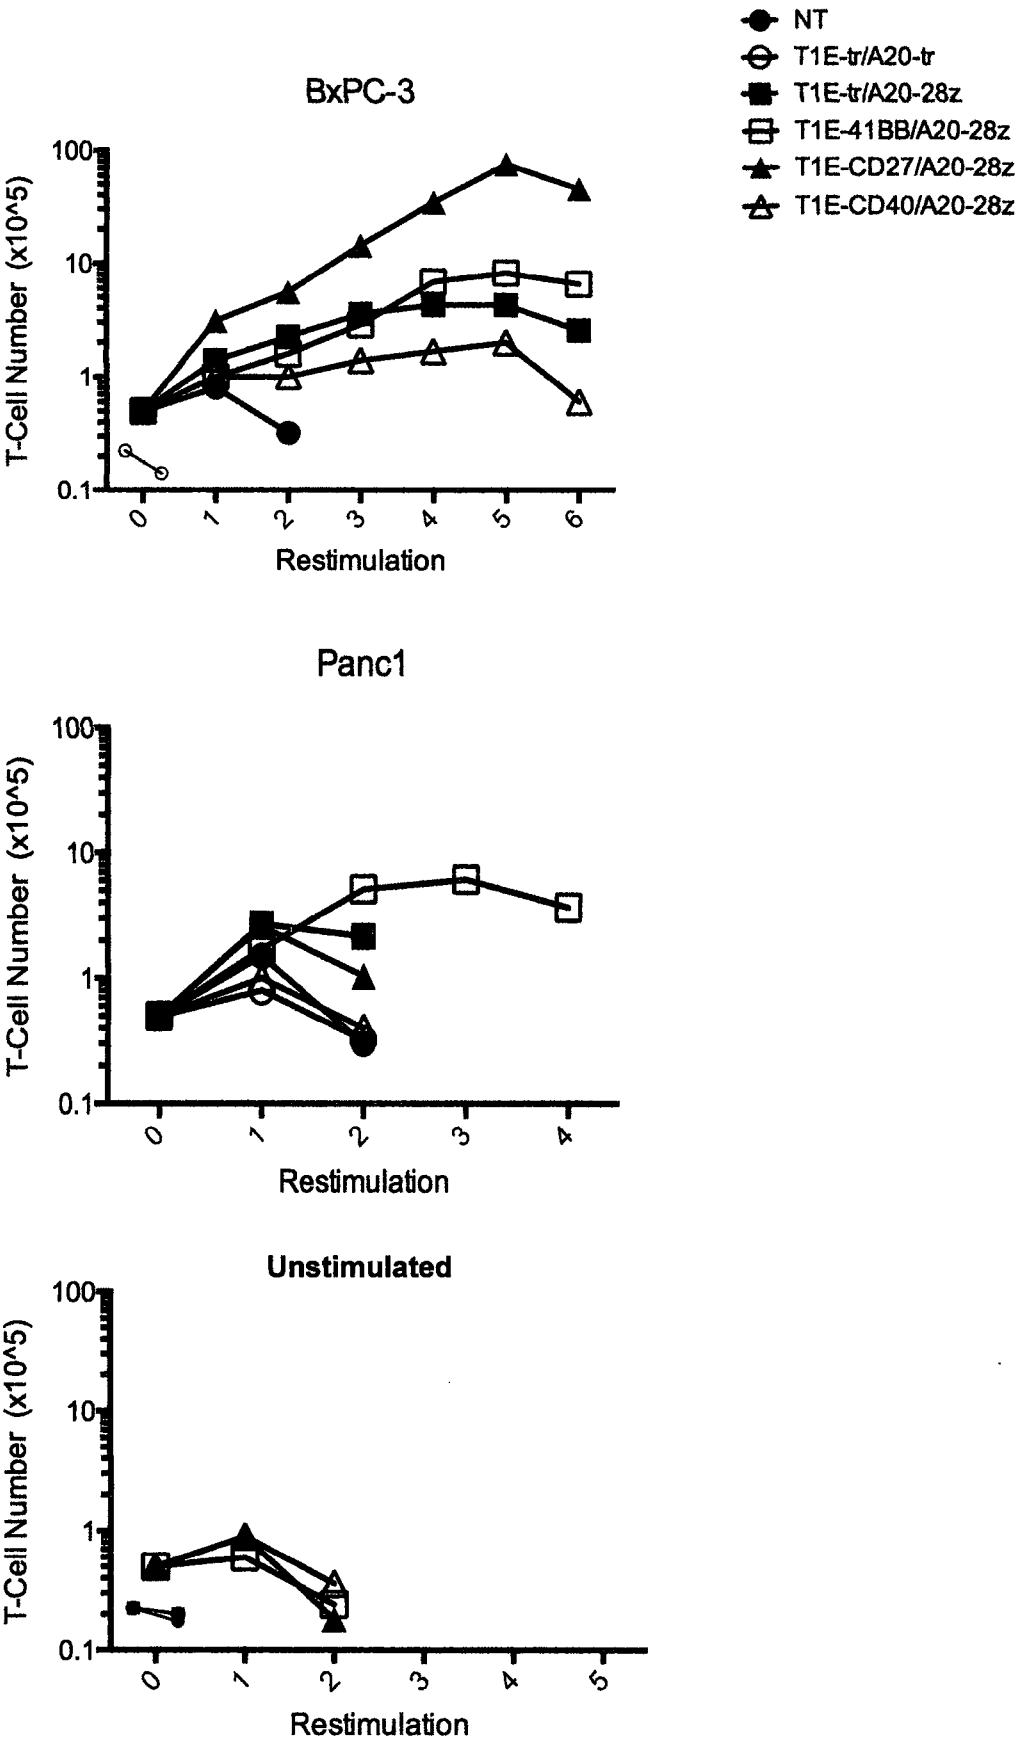 NT
T1E-tr/A20-tr
T1E-tr/A20-28z
T1E-41BB/A20-28z
T1E-CD27/A20-28z
T1E-CD40/A20-28z
BxPC-3
T-Cell Number (x10^5)
100
10
1
0.1
0 1 2 3 4 5 6
Restimulation
Panc1
T-Cell Number (x10^5)
100
10
1
0.1
0 1 2 3 4
Restimulation
Unstimulated
T-Cell Number (x10^5)
100
10
1
0.1
0 1 2 3 4 5
Restimulation